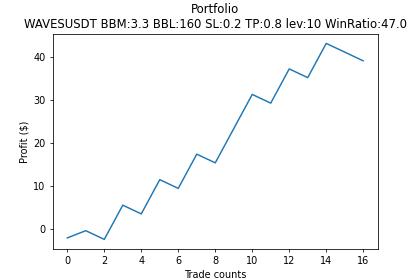 Portfolio
WAVESUSDT BBM:3.3 BBL:160 SL:0.2 TP:0.8 lev:10 WinRatio:47.0
40
30
20
10
0
Profit ($)
0 2 4 6 8 10 12 14 16
Trade counts